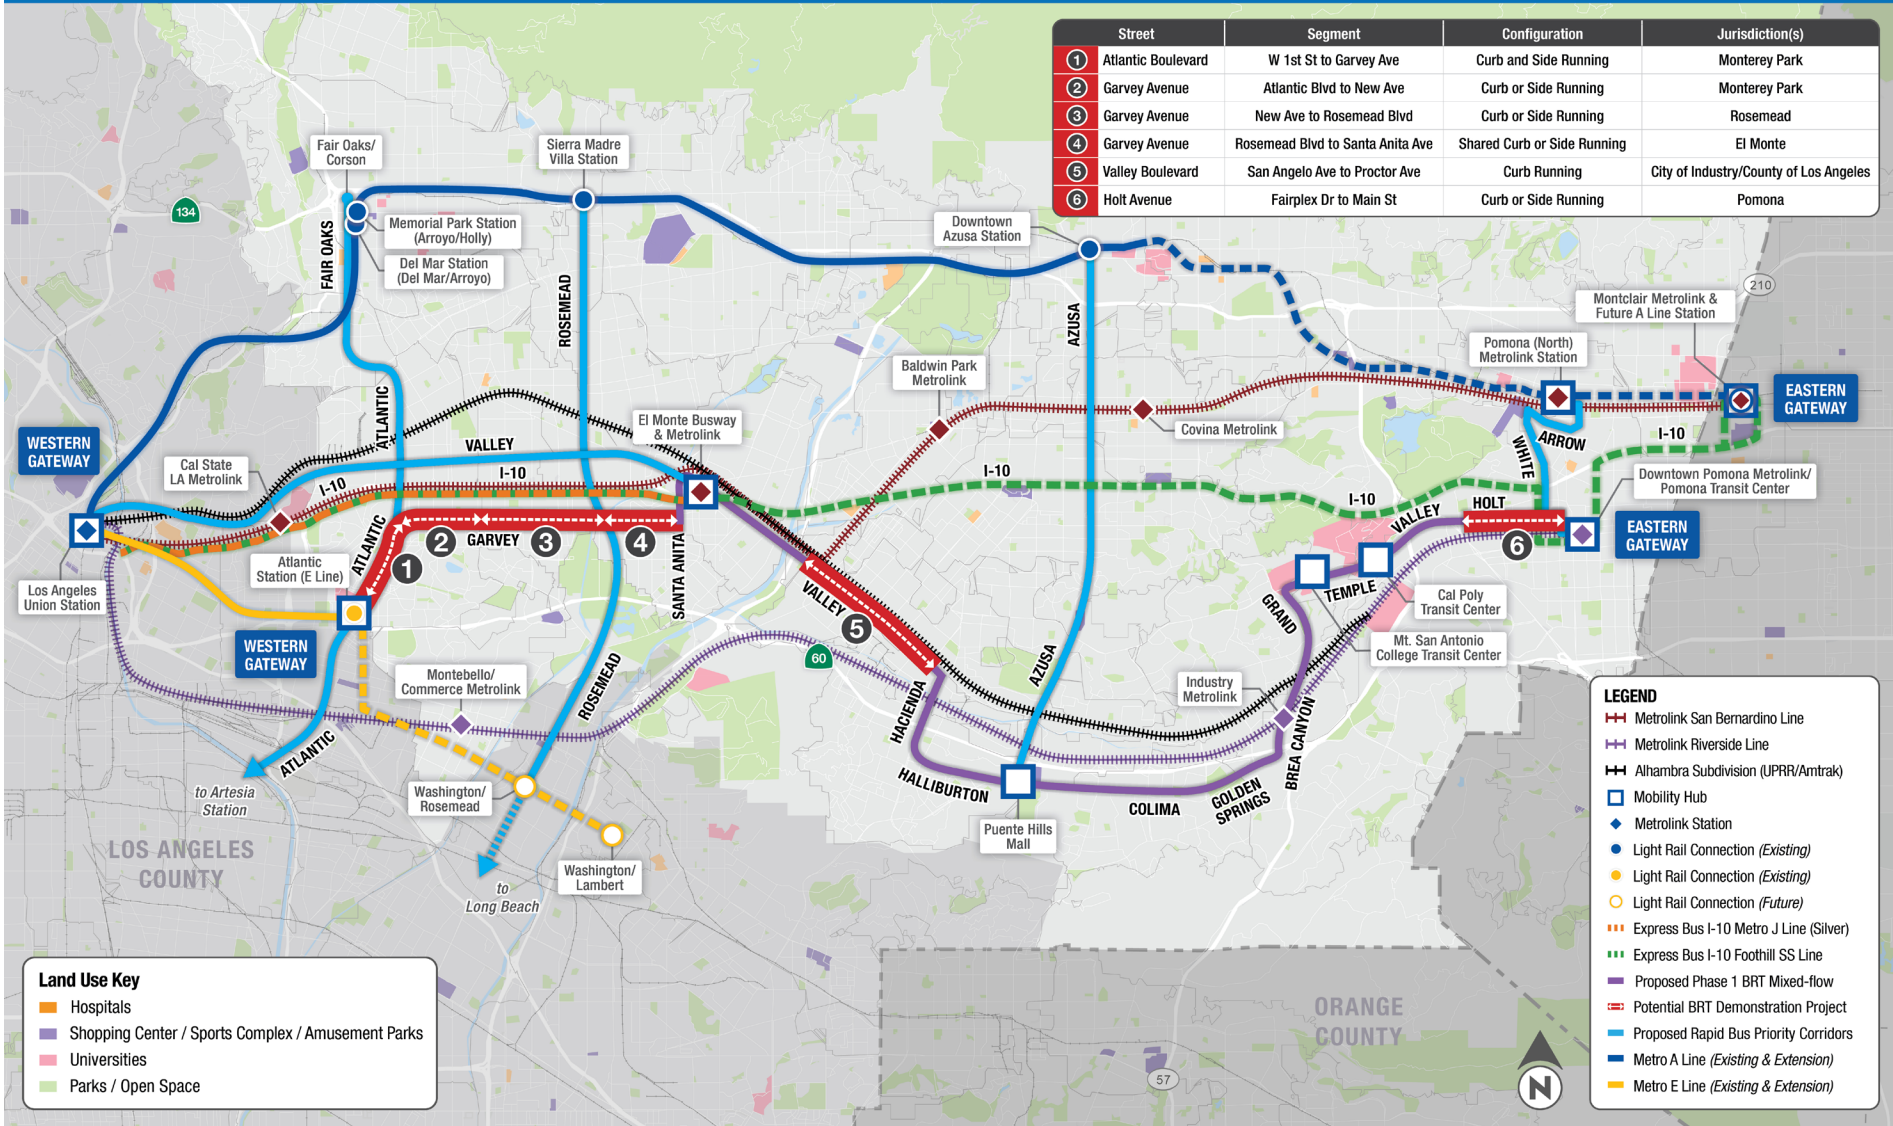 Street Segment Configuration Jurisdiction(s)
1 Atlantic Boulevard W 1st St to Garvey Ave Curb and Side Running Monterey Park
2 Garvey Avenue Atlantic Blvd to New Ave Curb or Side Running Monterey Park
3 Garvey Avenue New Ave to Rosemead Blvd Curb or Side Running Rosemead
4 Garvey Avenue Rosemead Blvd to Santa Anita Ave Shared Curb or Side Running El Monte
5 Valley Boulevard San Angelo Ave to Proctor Ave Curb Running City of Industry/County of Los Angeles
6 Holt Avenue Fairplex Dr to Main St Curb or Side Running Pomona
Fair Oaks/
Corson
Sierra Madre
Villa Station
134
Memorial Park Station
(Arroyo/Holly)
Del Mar Station
(Del Mar/Arroyo)
FAIR OAKS
ROSEMEAD
Downtown
Azusa Station
AZUSA
210
Montclair Metrolink &
Future A Line Station
Pomona (North)
Metrolink Station
Baldwin Park
Metrolink
EASTERN
GATEWAY
ATLANTIC
El Monte Busway
& Metrolink
Covina Metrolink
ARROW
I-10
WHITE
WESTERN
GATEWAY
VALLEY
Cal State
LA Metrolink
I-10
I-10
I-10
I-10
Downtown Pomona Metrolink/
Pomona Transit Center
HOLT
VALLEY
EASTERN
GATEWAY
ATLANTIC
2
GARVEY
3
4
6
1
Atlantic
Station (E Line)
SANTA ANITA
Los Angeles
Union Station
VALLEY
5
TEMPLE
GRAND
Cal Poly
Transit Center
Mt. San Antonio
College Transit Center
WESTERN
GATEWAY
60
Montebello/
Commerce Metrolink
ROSEMEAD
AZUSA
Industry
Metrolink
HACIENDA
BREA CANYON
ATLANTIC
to Artesia
Station
Washington/
Rosemead
HALLIBURTON
COLIMA
GOLDEN
SPRINGS
Puente Hills
Mall
Washington/
Lambert
to
Long Beach
LOS ANGELES
COUNTY
ORANGE
COUNTY
57
N
Land Use Key
Hospitals
Shopping Center / Sports Complex / Amusement Parks
Universities
Parks / Open Space
LEGEND
Metrolink San Bernardino Line
Metrolink Riverside Line
Alhambra Subdivision (UPRR/Amtrak)
Mobility Hub
Metrolink Station
Light Rail Connection (Existing)
Light Rail Connection (Existing)
Light Rail Connection (Future)
Express Bus I-10 Metro J Line (Silver)
Express Bus I-10 Foothill SS Line
Proposed Phase 1 BRT Mixed-flow
Potential BRT Demonstration Project
Proposed Rapid Bus Priority Corridors
Metro A Line (Existing & Extension)
Metro E Line (Existing & Extension)